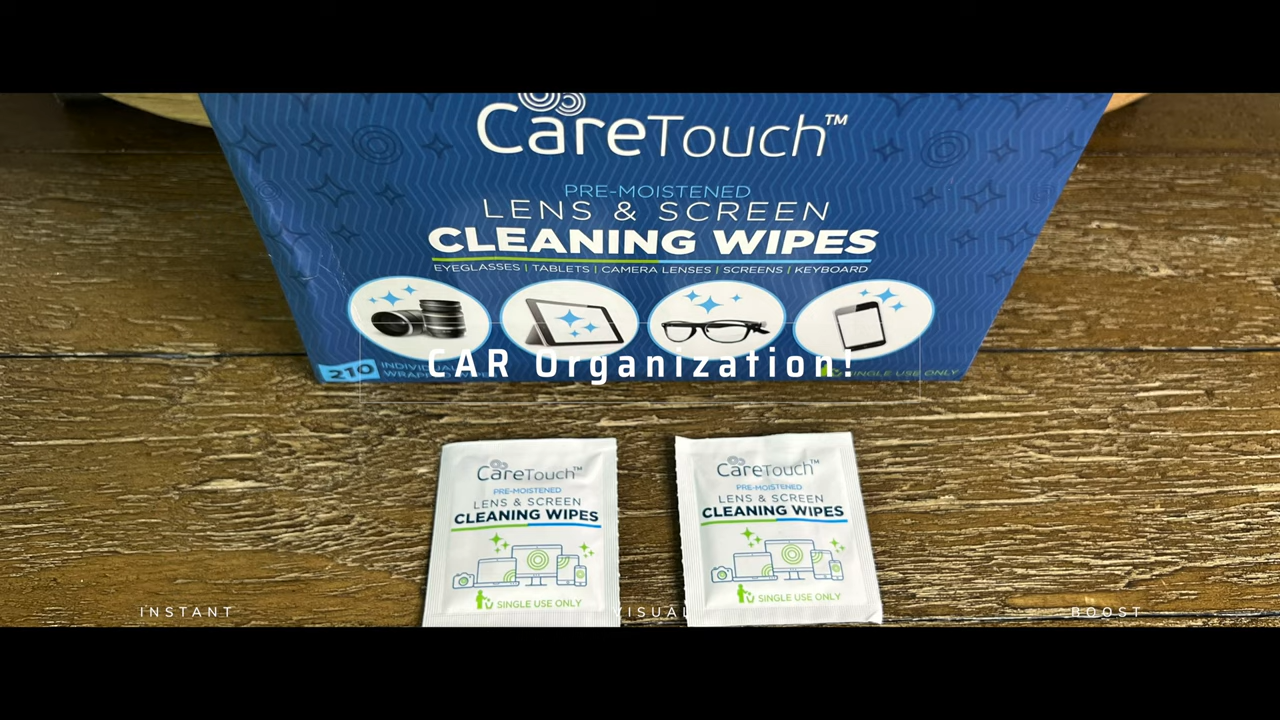 CareTouch™
PRE-MOISTENED
LENS & SCREEN
CLEANING WIPES
EYEGLASSES | TABLETS | CAMERA LENSES | SCREENS | KEYBOARD
210 INDIVIDUALLY
CAR Organization!
SINGLE USE ONLY
CareTouch™
PRE-MOISTENED
LENS & SCREEN
CLEANING WIPES
SINGLE USE ONLY
CareTouch™
PRE-MOISTENED
LENS & SCREEN
CLEANING WIPES
SINGLE USE ONLY
INSTANT VISUAL BOOST